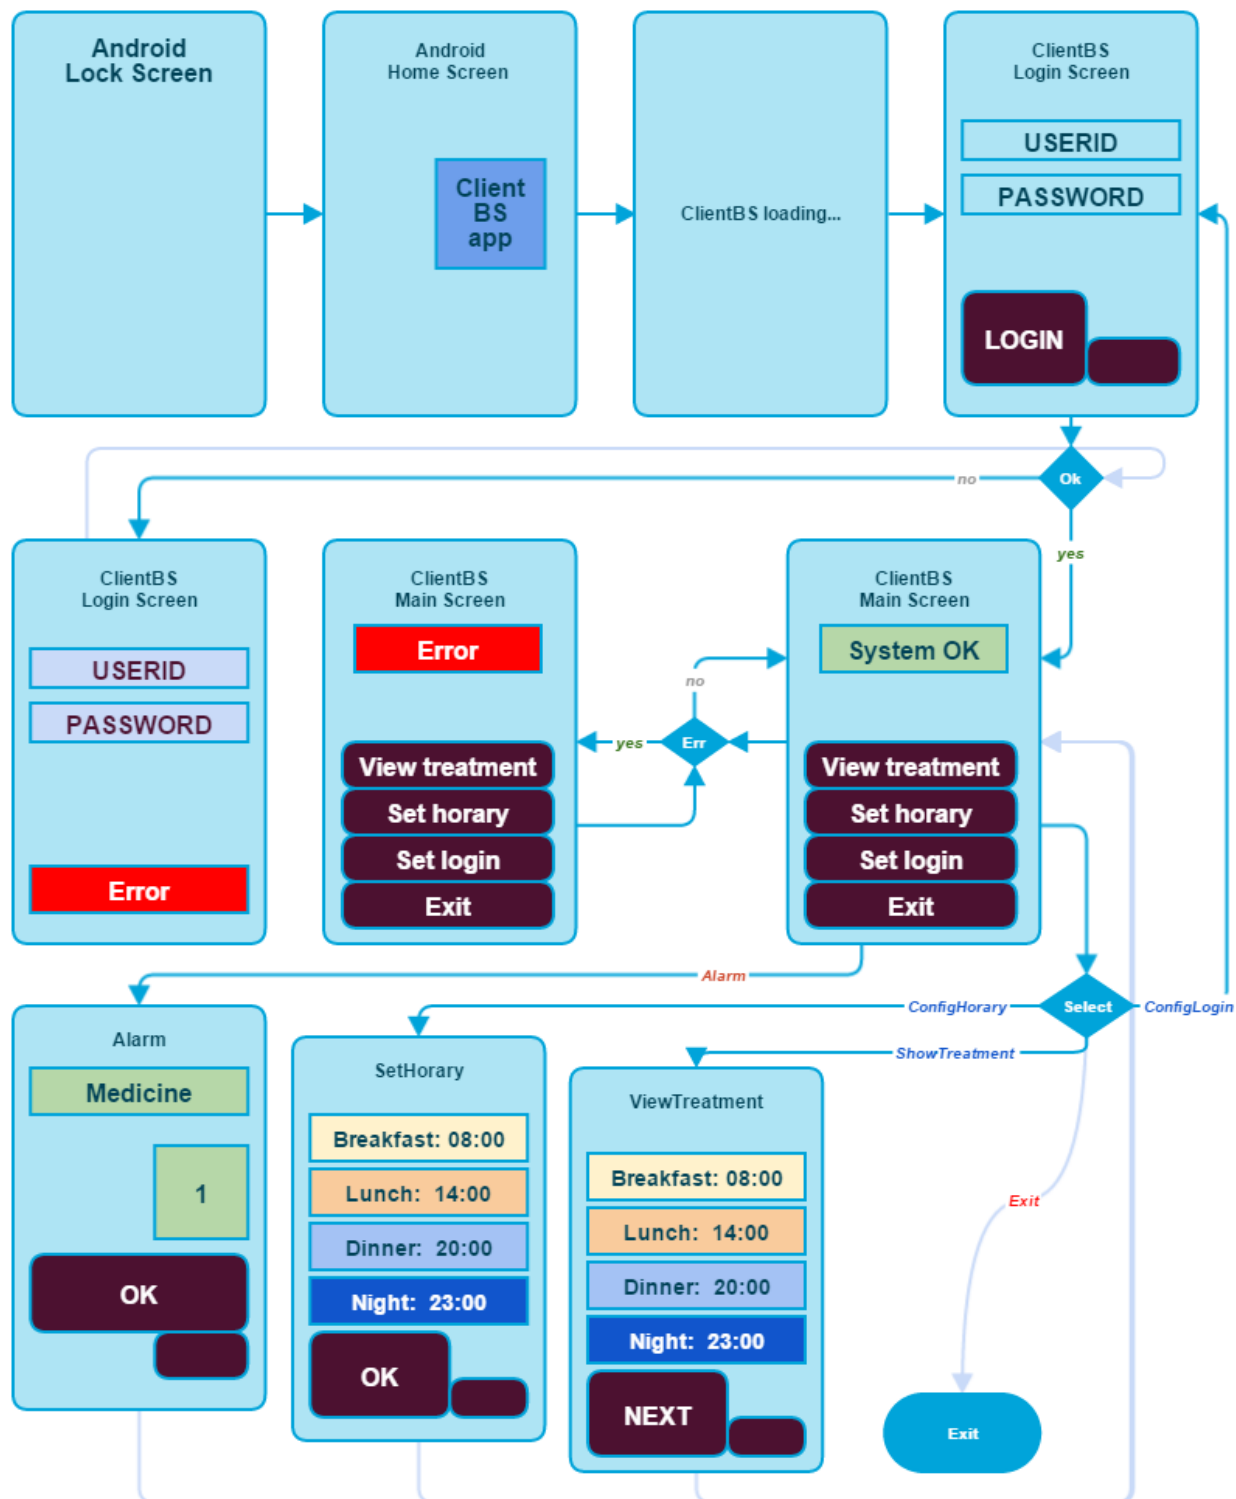 Android
Lock Screen
Android
Home Screen
Client
BS
app
ClientBS loading...
ClientBS
Login Screen
USERID
PASSWORD
LOGIN
Ok
no
yes
ClientBS
Login Screen
USERID
PASSWORD
Error
ClientBS
Main Screen
Error
View treatment
Set horary
Set login
Exit
no
yes
Err
ClientBS
Main Screen
System OK
View treatment
Set horary
Set login
Exit
Alarm
ConfigHorary
Select
ConfigLogin
ShowTreatment
Exit
Alarm
Medicine
1
OK
SetHorary
Breakfast: 08:00
Lunch: 14:00
Dinner: 20:00
Night: 23:00
OK
ViewTreatment
Breakfast: 08:00
Lunch: 14:00
Dinner: 20:00
Night: 23:00
NEXT
Exit